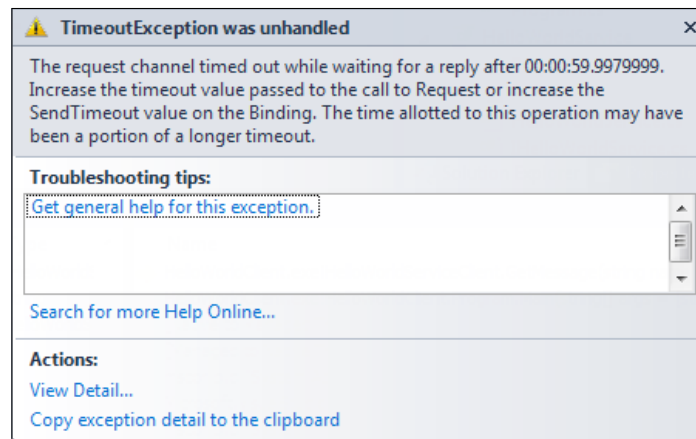 TimeoutException was unhandled
The request channel timed out while waiting for a reply after 00:00:59.9979999.
Increase the timeout value passed to the call to Request or increase the
SendTimeout value on the Binding. The time allotted to this operation may have
been a portion of a longer timeout.
Troubleshooting tips:
Get general help for this exception.
Search for more Help Online...
Actions:
View Detail...
Copy exception detail to the clipboard